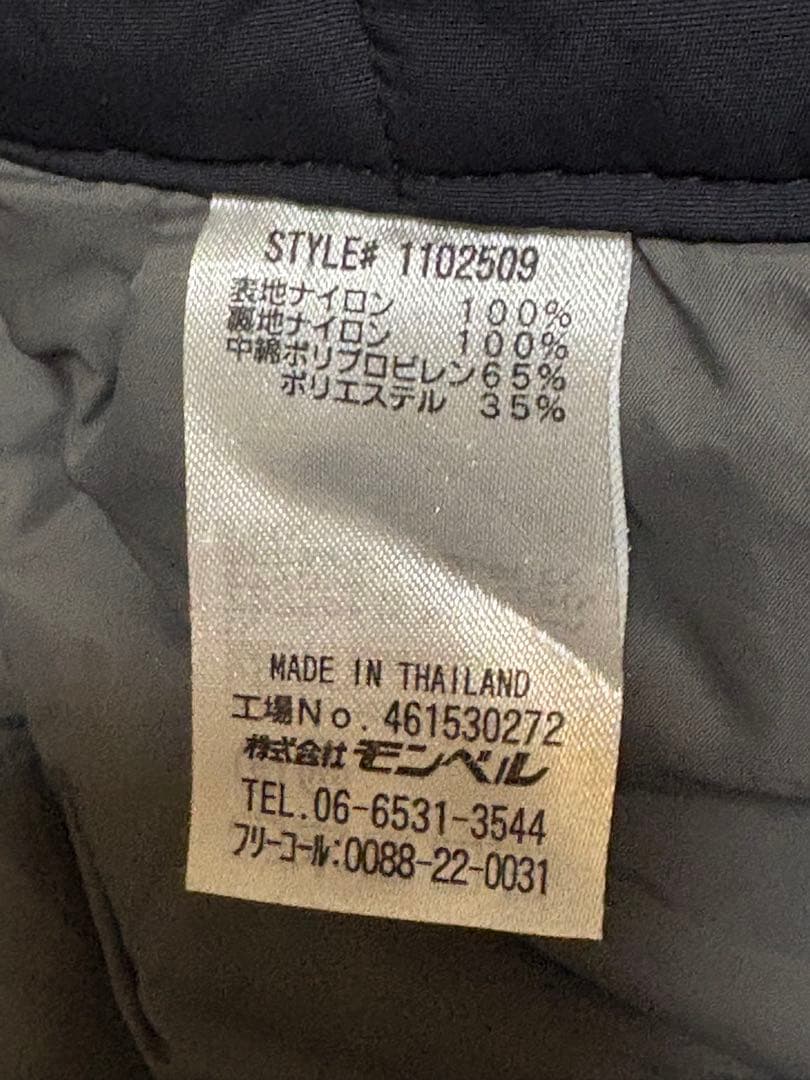 STYLE# 1102509
表地ナイロン 100%
裏地ナイロン 100%
中綿ポリプロピレン65%
ポリエステル 35%
MADE IN THAILAND
工場No. 461530272
株式会社 モンベル
TEL.06-6531-3544
フリーコール:0088-22-0031